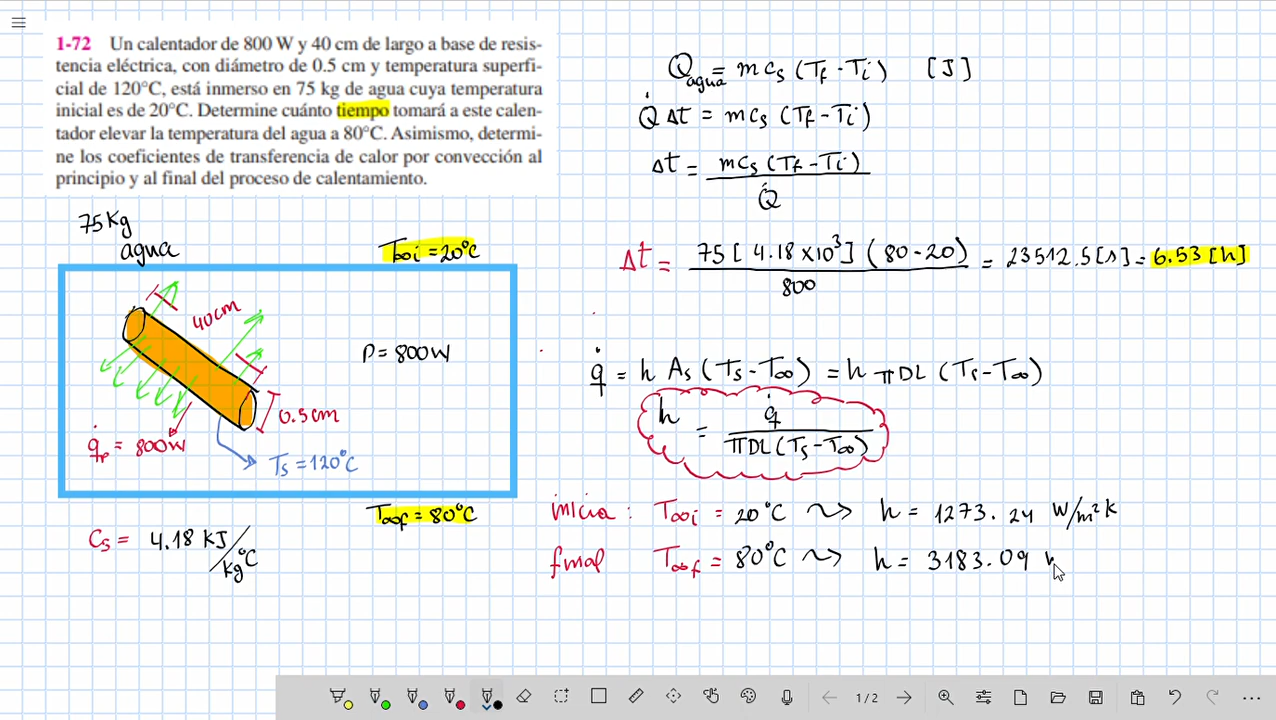 1-72 Un calentador de 800 W y 40 cm de largo a base de resis-
tencia eléctrica, con diámetro de 0.5 cm y temperatura superfi-
cial de 120°C, está inmerso en 75 kg de agua cuya temperatura
inicial es de 20°C. Determine cuánto tiempo tomará a este calen-
tador elevar la temperatura del agua a 80°C. Asimismo, determi-
ne los coeficientes de transferencia de calor por convección al
principio y al final del proceso de calentamiento.
75 Kg
agua
T∞i = 20°C
40cm
P = 800W
0.5cm
q̇p = 800W
Ts = 120°C
T∞f = 80°C
Cs = 4.18 KJ/kg°C
Qagua = m cs (Tf - Ti) [J]
Q̇ Δt = m cs (Tf - Ti)
Δt = m cs (Tf - Ti) / Q̇
Δt = 75 [4.18 x10³] (80-20) / 800 = 23512.5 [s] = 6.53 [h]
q̇ = h As (Ts - T∞) = h π DL (Ts - T∞)
h = q̇ / π DL (Ts - T∞)
inicia : T∞i = 20°C ⇝ h = 1273.24 W/m²K
final T∞f = 80°C ⇝ h = 3183.09
1/2